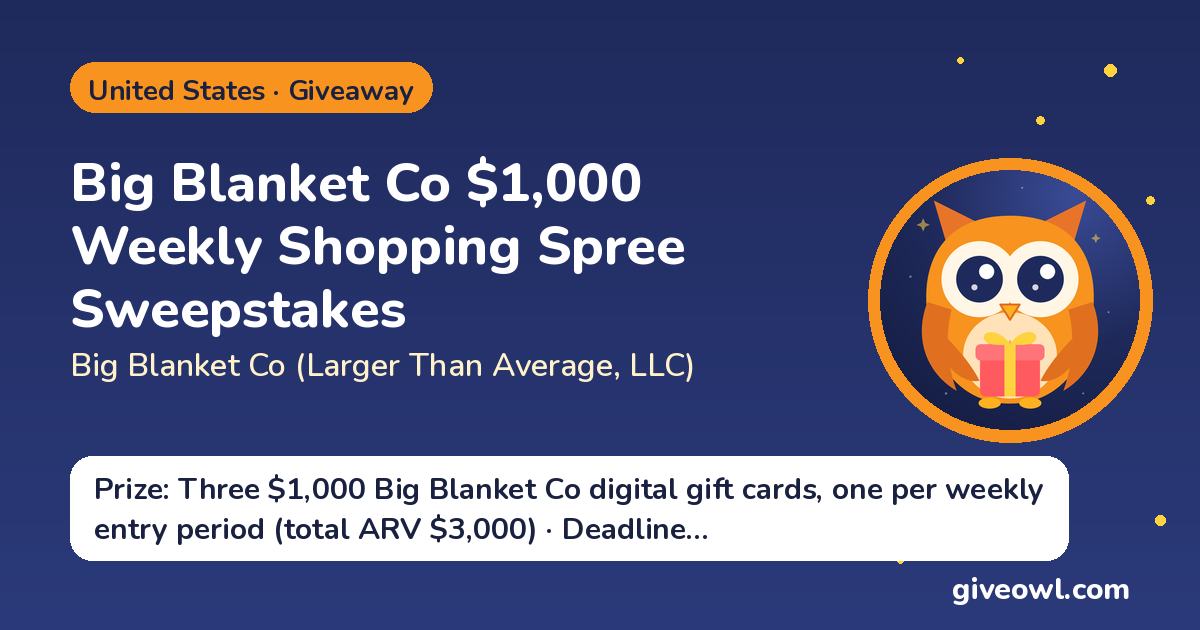 United States · Giveaway
Big Blanket Co $1,000
Weekly Shopping Spree
Sweepstakes
Big Blanket Co (Larger Than Average, LLC)
Prize: Three $1,000 Big Blanket Co digital gift cards, one per weekly
entry period (total ARV $3,000) · Deadline...
giveowl.com